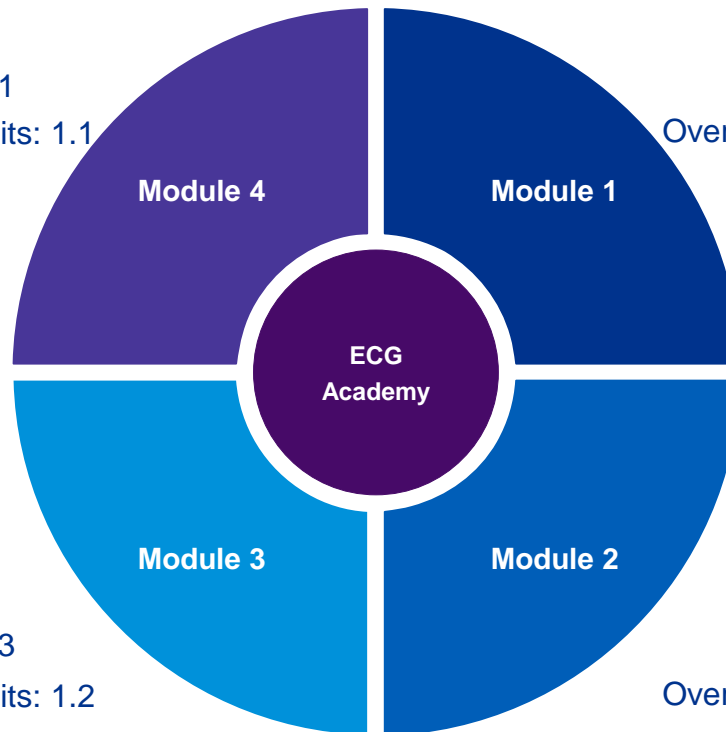 1
its: 1.1
Over
Module 4
Module 1
ECG
Academy
Module 3
Module 2
3
its: 1.2
Over